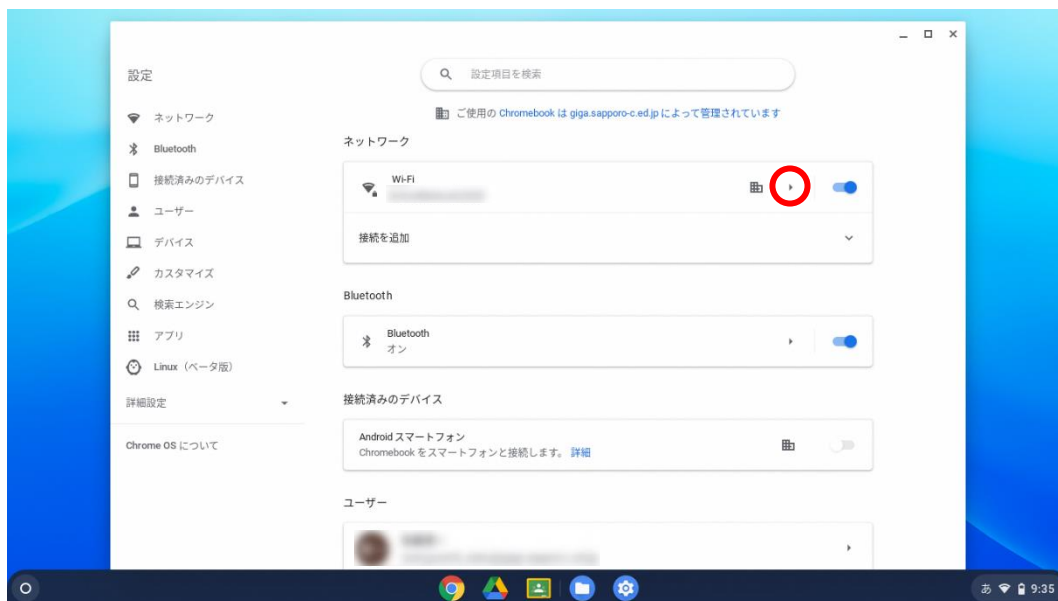 設定
設定項目を検索
ご使用の Chromebook は giga.sapporo-c.ed.jp によって管理されています
ネットワーク
Bluetooth
接続済みのデバイス
ユーザー
デバイス
カスタマイズ
検索エンジン
アプリ
Linux（ベータ版）
詳細設定
Chrome OS について
ネットワーク
Wi-Fi
接続を追加
Bluetooth
Bluetooth
オン
接続済みのデバイス
Android スマートフォン
Chromebook をスマートフォンと接続します。 詳細
ユーザー
あ 9:35